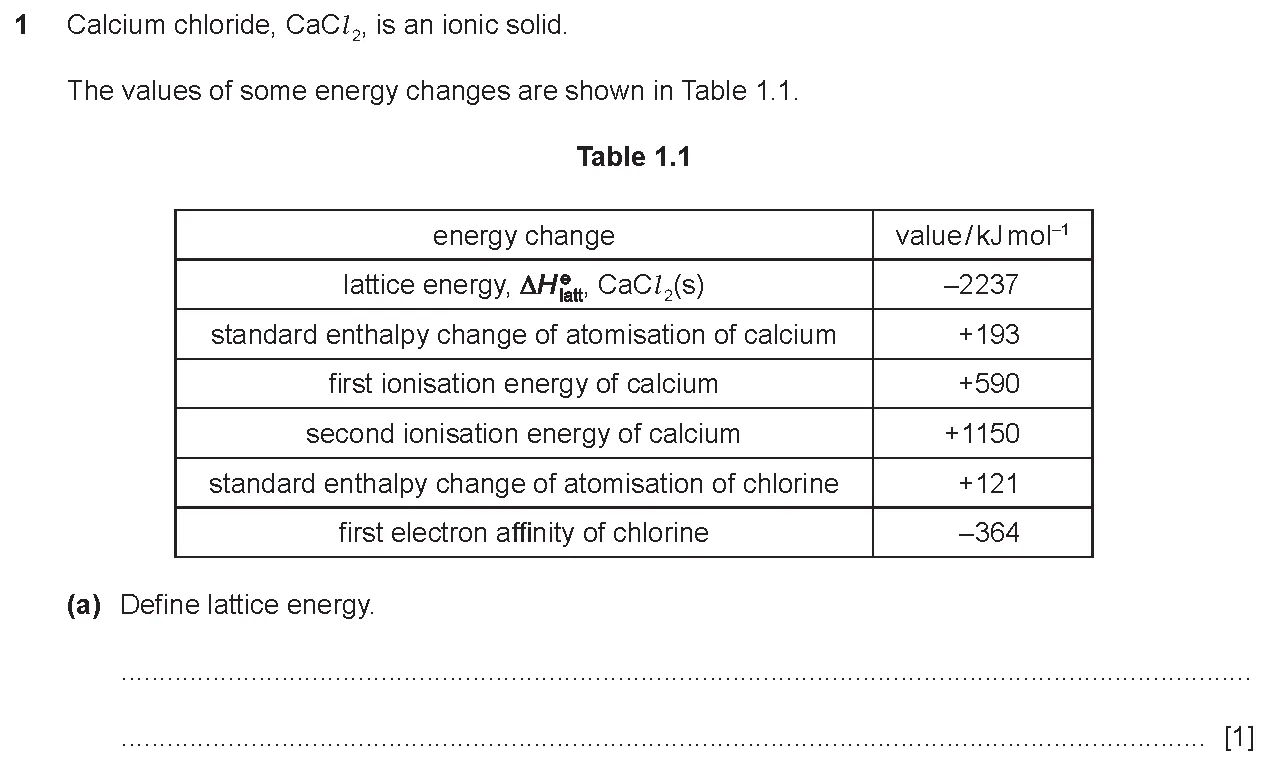 1 Calcium chloride, CaCl₂, is an ionic solid.
The values of some energy changes are shown in Table 1.1.
Table 1.1
energy change value / kJ mol⁻¹
lattice energy, ΔH⦵latt, CaCl₂(s) –2237
standard enthalpy change of atomisation of calcium +193
first ionisation energy of calcium +590
second ionisation energy of calcium +1150
standard enthalpy change of atomisation of chlorine +121
first electron affinity of chlorine –364
(a) Define lattice energy.
..........................................................................................
.......................................................................................... [1]